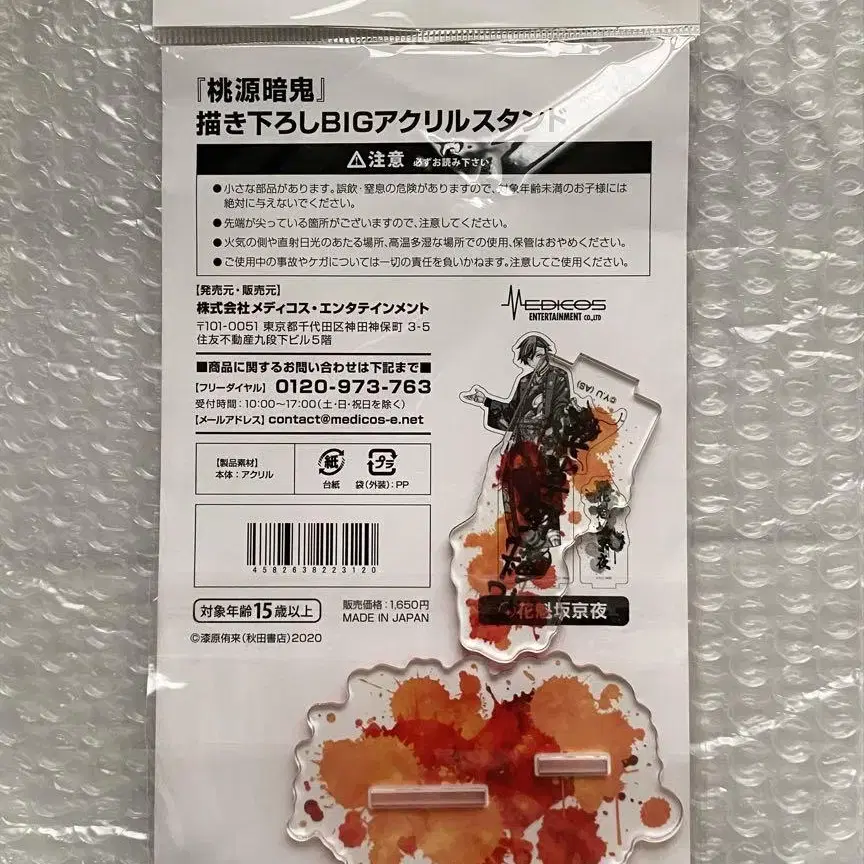 『桃源暗鬼』
描き下ろしBIGアクリルスタンド
⚠注意 必ずお読み下さい
●小さな部品があります。誤飲・窒息の危険がありますので、対象年齢未満のお子様には
絶対に与えないでください。
●先端が尖っている箇所がございますので、注意してください。
●火気の側や直射日光のあたる場所、高温多湿な場所での使用、保管はおやめください。
●ご使用中の事故やケガについては一切の責任を負いかねます。注意してご使用ください。
【発売元・販売元】
株式会社メディコス・エンタテインメント
〒101-0051 東京都千代田区神田神保町 3-5
住友不動産九段下ビル5階
MEDICOS
ENTERTAINMENT CO.,LTD
■商品に関するお問い合わせは下記まで■
【フリーダイヤル】 0120-973-763
受付時間:10:00〜17:00(土・日・祝日を除く)
【メールアドレス】 contact@medicos-e.net
©YU (AS)
【製品素材】
本体:アクリル
紙
台紙
プラ
袋(外装):PP
4582638223120
花魁坂京夜
対象年齢15歳以上
販売価格:1,650円
MADE IN JAPAN
©漆原侑来(秋田書店)2020